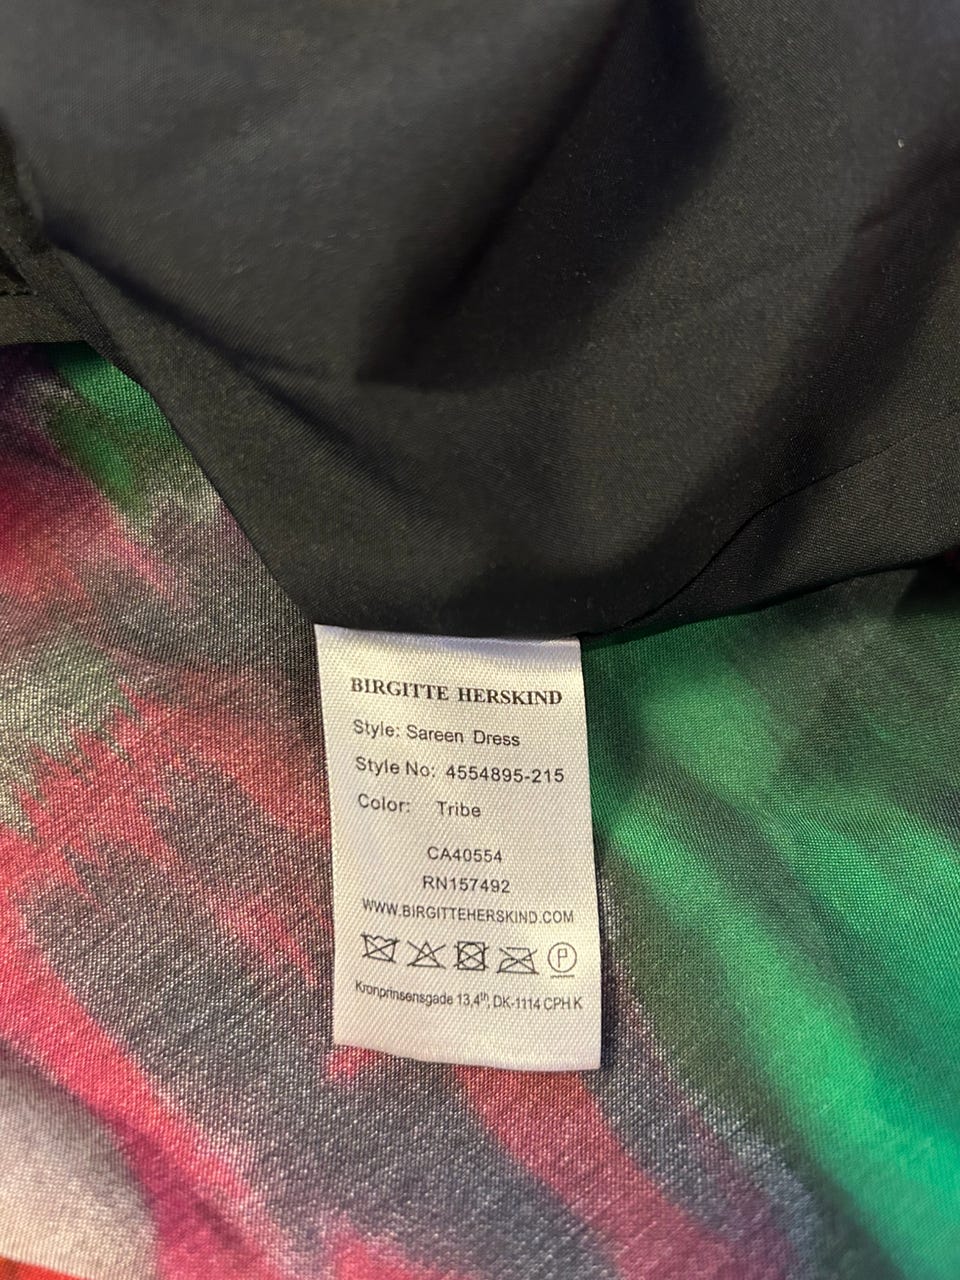 BIRGITTE HERSKIND
Style: Sareen Dress
Style No: 4554895-215
Color: Tribe
CA40554
RN157492
WWW.BIRGITTEHERSKIND.COM
P
Kronprinsensgade 13,4th, DK-1114 CPH K